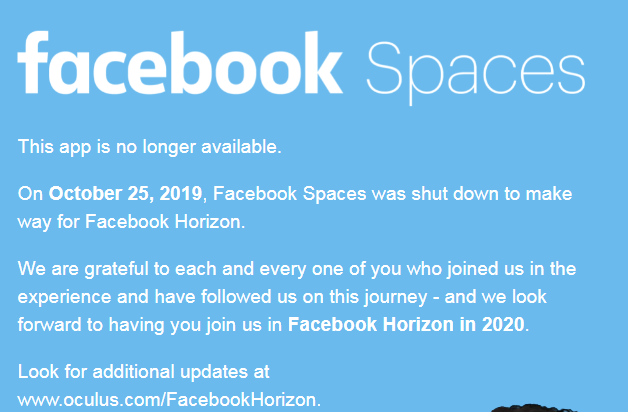 facebook Spaces
This app is no longer available.
On October 25, 2019, Facebook Spaces was shut down to make
way for Facebook Horizon.
We are grateful to each and every one of you who joined us in the
experience and have followed us on this journey - and we look
forward to having you join us in Facebook Horizon in 2020.
Look for additional updates at
www.oculus.com/FacebookHorizon.